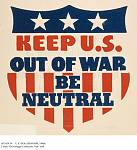 KEEP U.S.
OUT OF WAR
BE
NEUTRAL